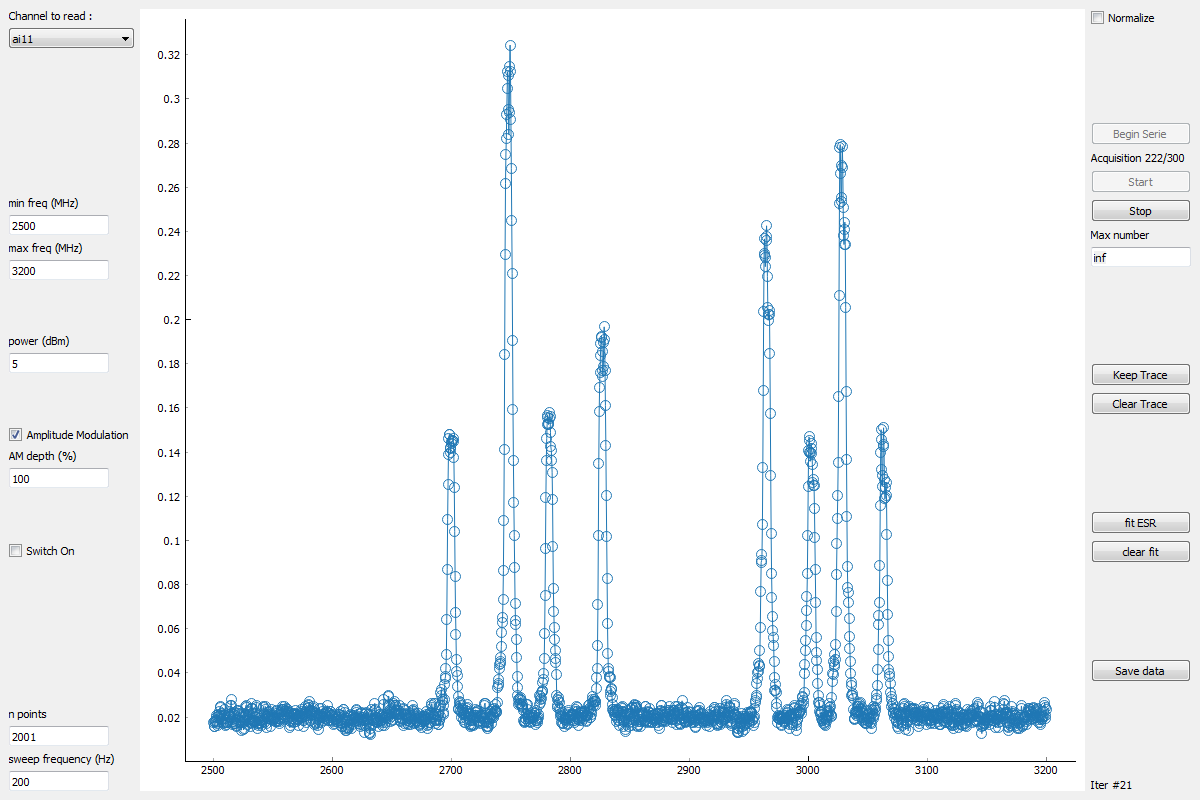 Channel to read :
ai11
min freq (MHz)
2500
max freq (MHz)
3200
power (dBm)
5
Amplitude Modulation
AM depth (%)
100
Switch On
n points
2001
sweep frequency (Hz)
200
0.32
0.3
0.28
0.26
0.24
0.22
0.2
0.18
0.16
0.14
0.12
0.1
0.08
0.06
0.04
0.02
2500 2600 2700 2800 2900 3000 3100 3200
Normalize
Begin Serie
Acquisition 222/300
Start
Stop
Max number
inf
Keep Trace
Clear Trace
fit ESR
clear fit
Save data
Iter #21